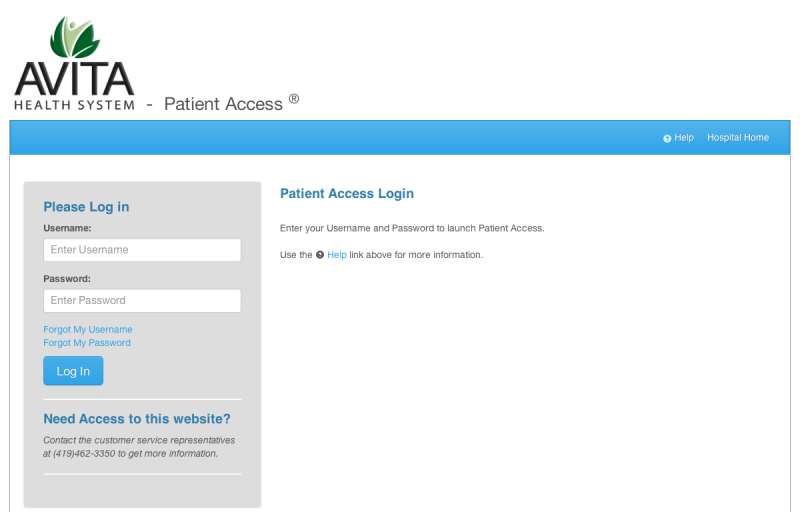 AVITA
HEALTH SYSTEM - Patient Access ®
Help Hospital Home
Please Log in
Username:
Enter Username
Password:
Enter Password
Forgot My Username
Forgot My Password
Log In
Need Access to this website?
Contact the customer service representatives
at (419)462-3350 to get more information.
Patient Access Login
Enter your Username and Password to launch Patient Access.
Use the Help link above for more information.